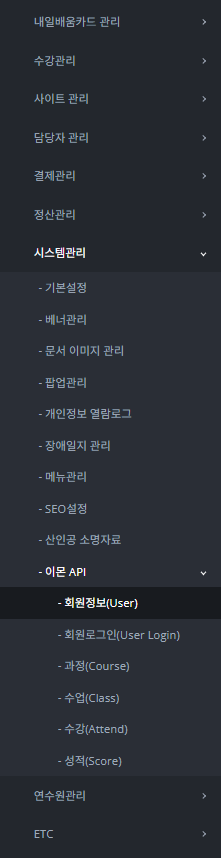 내일배움카드 관리
수강관리
사이트 관리
담당자 관리
결제관리
정산관리
시스템관리
- 기본설정
- 베너관리
- 문서 이미지 관리
- 팝업관리
- 개인정보 열람로그
- 장애일지 관리
- 메뉴관리
- SEO설정
- 산인공 소명자료
- 이몬 API
- 회원정보(User)
- 회원로그인(User Login)
- 과정(Course)
- 수업(Class)
- 수강(Attend)
- 성적(Score)
연수원관리
ETC